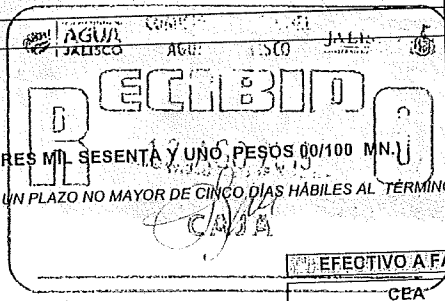 AGUA
JALISCO
RECIBIDO
RES MIL SESENTA Y UNO PESOS 00/100 MN.)
UN PLAZO NO MAYOR DE CINCO DÍAS HÁBILES AL TÉRMINO
CAJA
EFECTIVO A FA
CEA